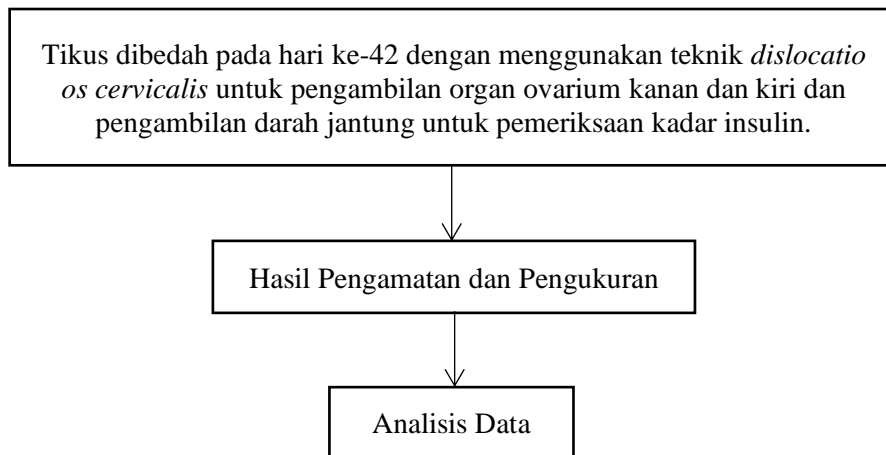 Tikus dibedah pada hari ke-42 dengan menggunakan teknik dislocatio
os cervicalis untuk pengambilan organ ovarium kanan dan kiri dan
pengambilan darah jantung untuk pemeriksaan kadar insulin.
Hasil Pengamatan dan Pengukuran
Analisis Data